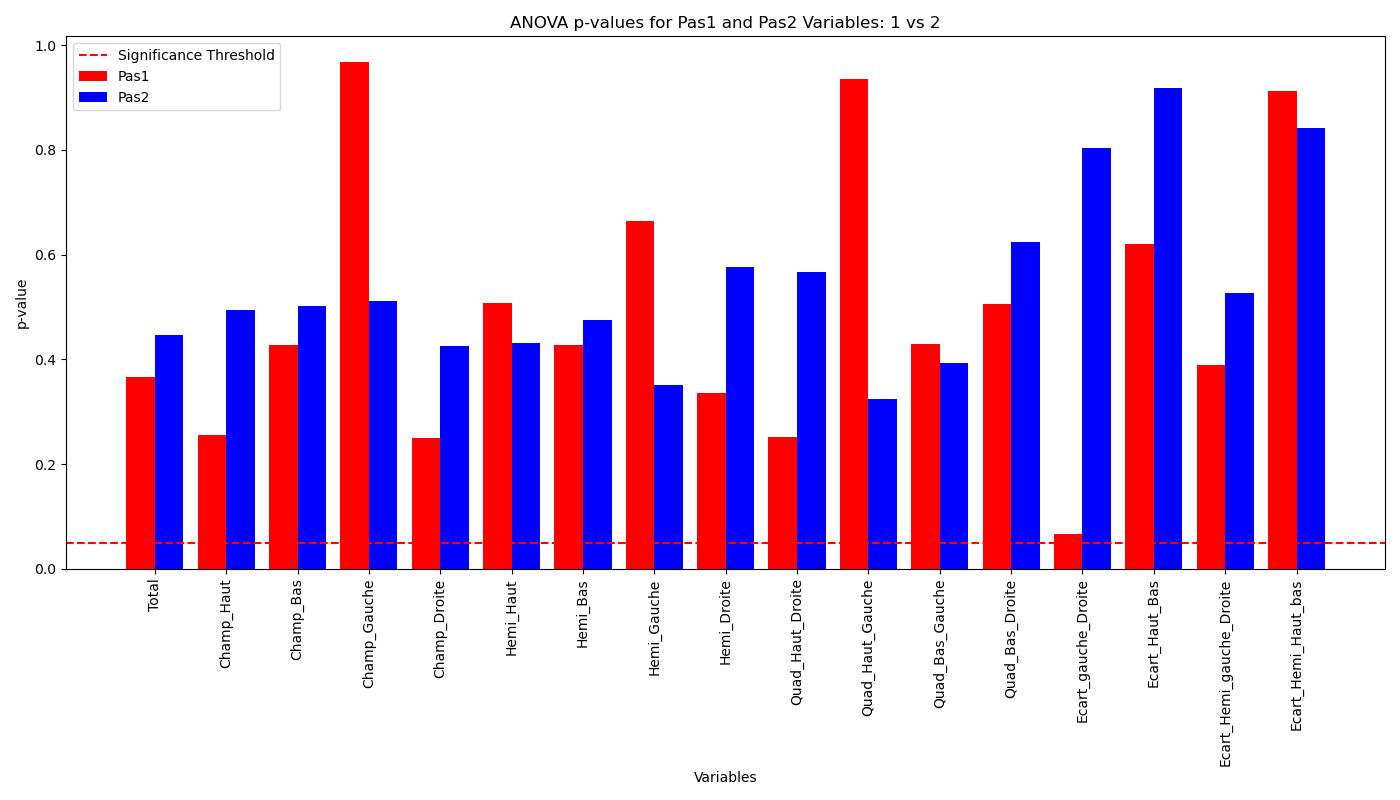 ANOVA p-values for Pas1 and Pas2 Variables: 1 vs 2
Significance Threshold
Pas1
Pas2
p-value
1.0
0.8
0.6
0.4
0.2
0.0
Total
Champ_Haut
Champ_Bas
Champ_Gauche
Champ_Droite
Hemi_Haut
Hemi_Bas
Hemi_Gauche
Hemi_Droite
Quad_Haut_Droite
Quad_Haut_Gauche
Quad_Bas_Gauche
Quad_Bas_Droite
Ecart_gauche_Droite
Ecart_Haut_Bas
Ecart_Hemi_gauche_Droite
Ecart_Hemi_Haut_bas
Variables